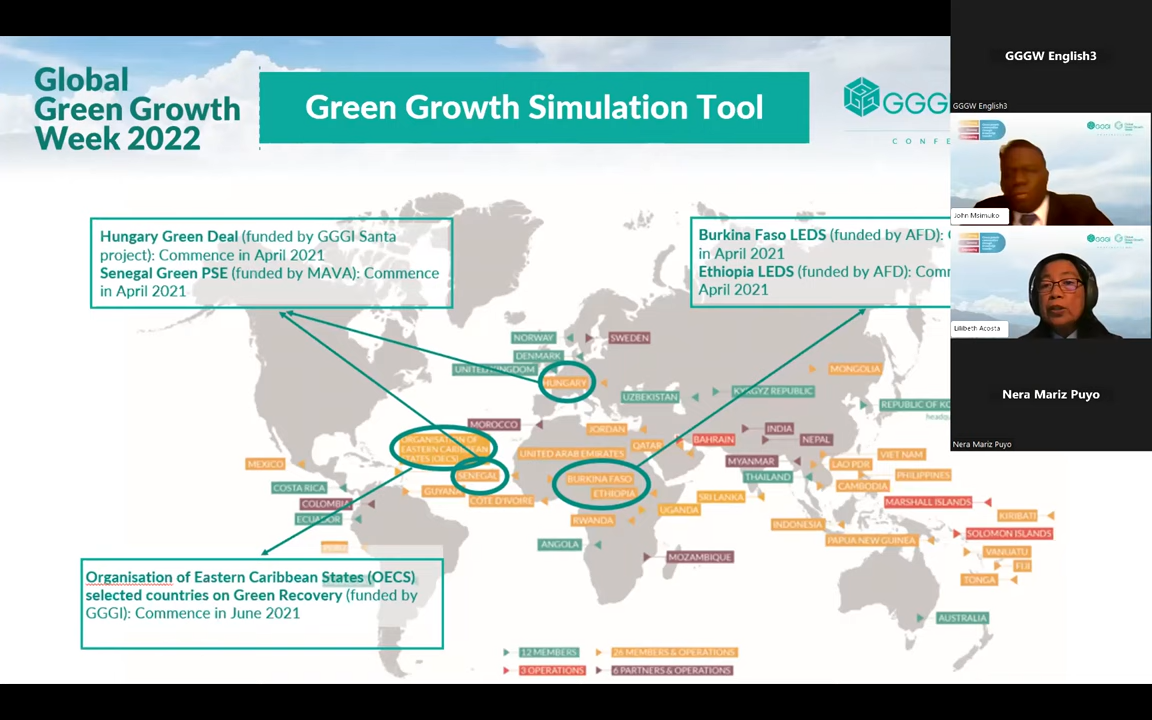 Global
Green Growth
Week 2022
Green Growth Simulation Tool
GGG
CONFE
Hungary Green Deal (funded by GGGI Santa
project): Commence in April 2021
Senegal Green PSE (funded by MAVA): Commence
in April 2021
Burkina Faso LEDS (funded by AFD):
in April 2021
Ethiopia LEDS (funded by AFD): Com
April 2021
NORWAY
SWEDEN
DENMARK
UNITED KINGDOM
HUNGARY
MONGOLIA
UZBEKISTAN
KYRGYZ REPUBLIC
REPUBLIC OF KO
headq
MOROCCO
JORDAN
INDIA
ORGANISATION OF
EASTERN CARIBBEAN
STATES (OECS)
QATAR
BAHRAIN
NEPAL
UNITED ARAB EMIRATES
VIET NAM
MEXICO
MYANMAR
LAO PDR
SENEGAL
BURKINA FASO
THAILAND
PHILIPPINES
COSTA RICA
GUYANA
ETHIOPIA
CAMBODIA
COLOMBIA
COTE D'IVOIRE
SRI LANKA
MARSHALL ISLANDS
ECUADOR
UGANDA
KIRIBATI
RWANDA
INDONESIA
SOLOMON ISLANDS
PERU
ANGOLA
PAPUA NEW GUINEA
VANUATU
MOZAMBIQUE
FIJI
TONGA
AUSTRALIA
Organisation of Eastern Caribbean States (OECS)
selected countries on Green Recovery (funded by
GGGI): Commence in June 2021
12 MEMBERS
26 MEMBERS & OPERATIONS
3 OPERATIONS
6 PARTNERS & OPERATIONS
GGGW English3
GGGW English3
John Msimuko
Lilibeth Acosta
Nera Mariz Puyo
Nera Mariz Puyo